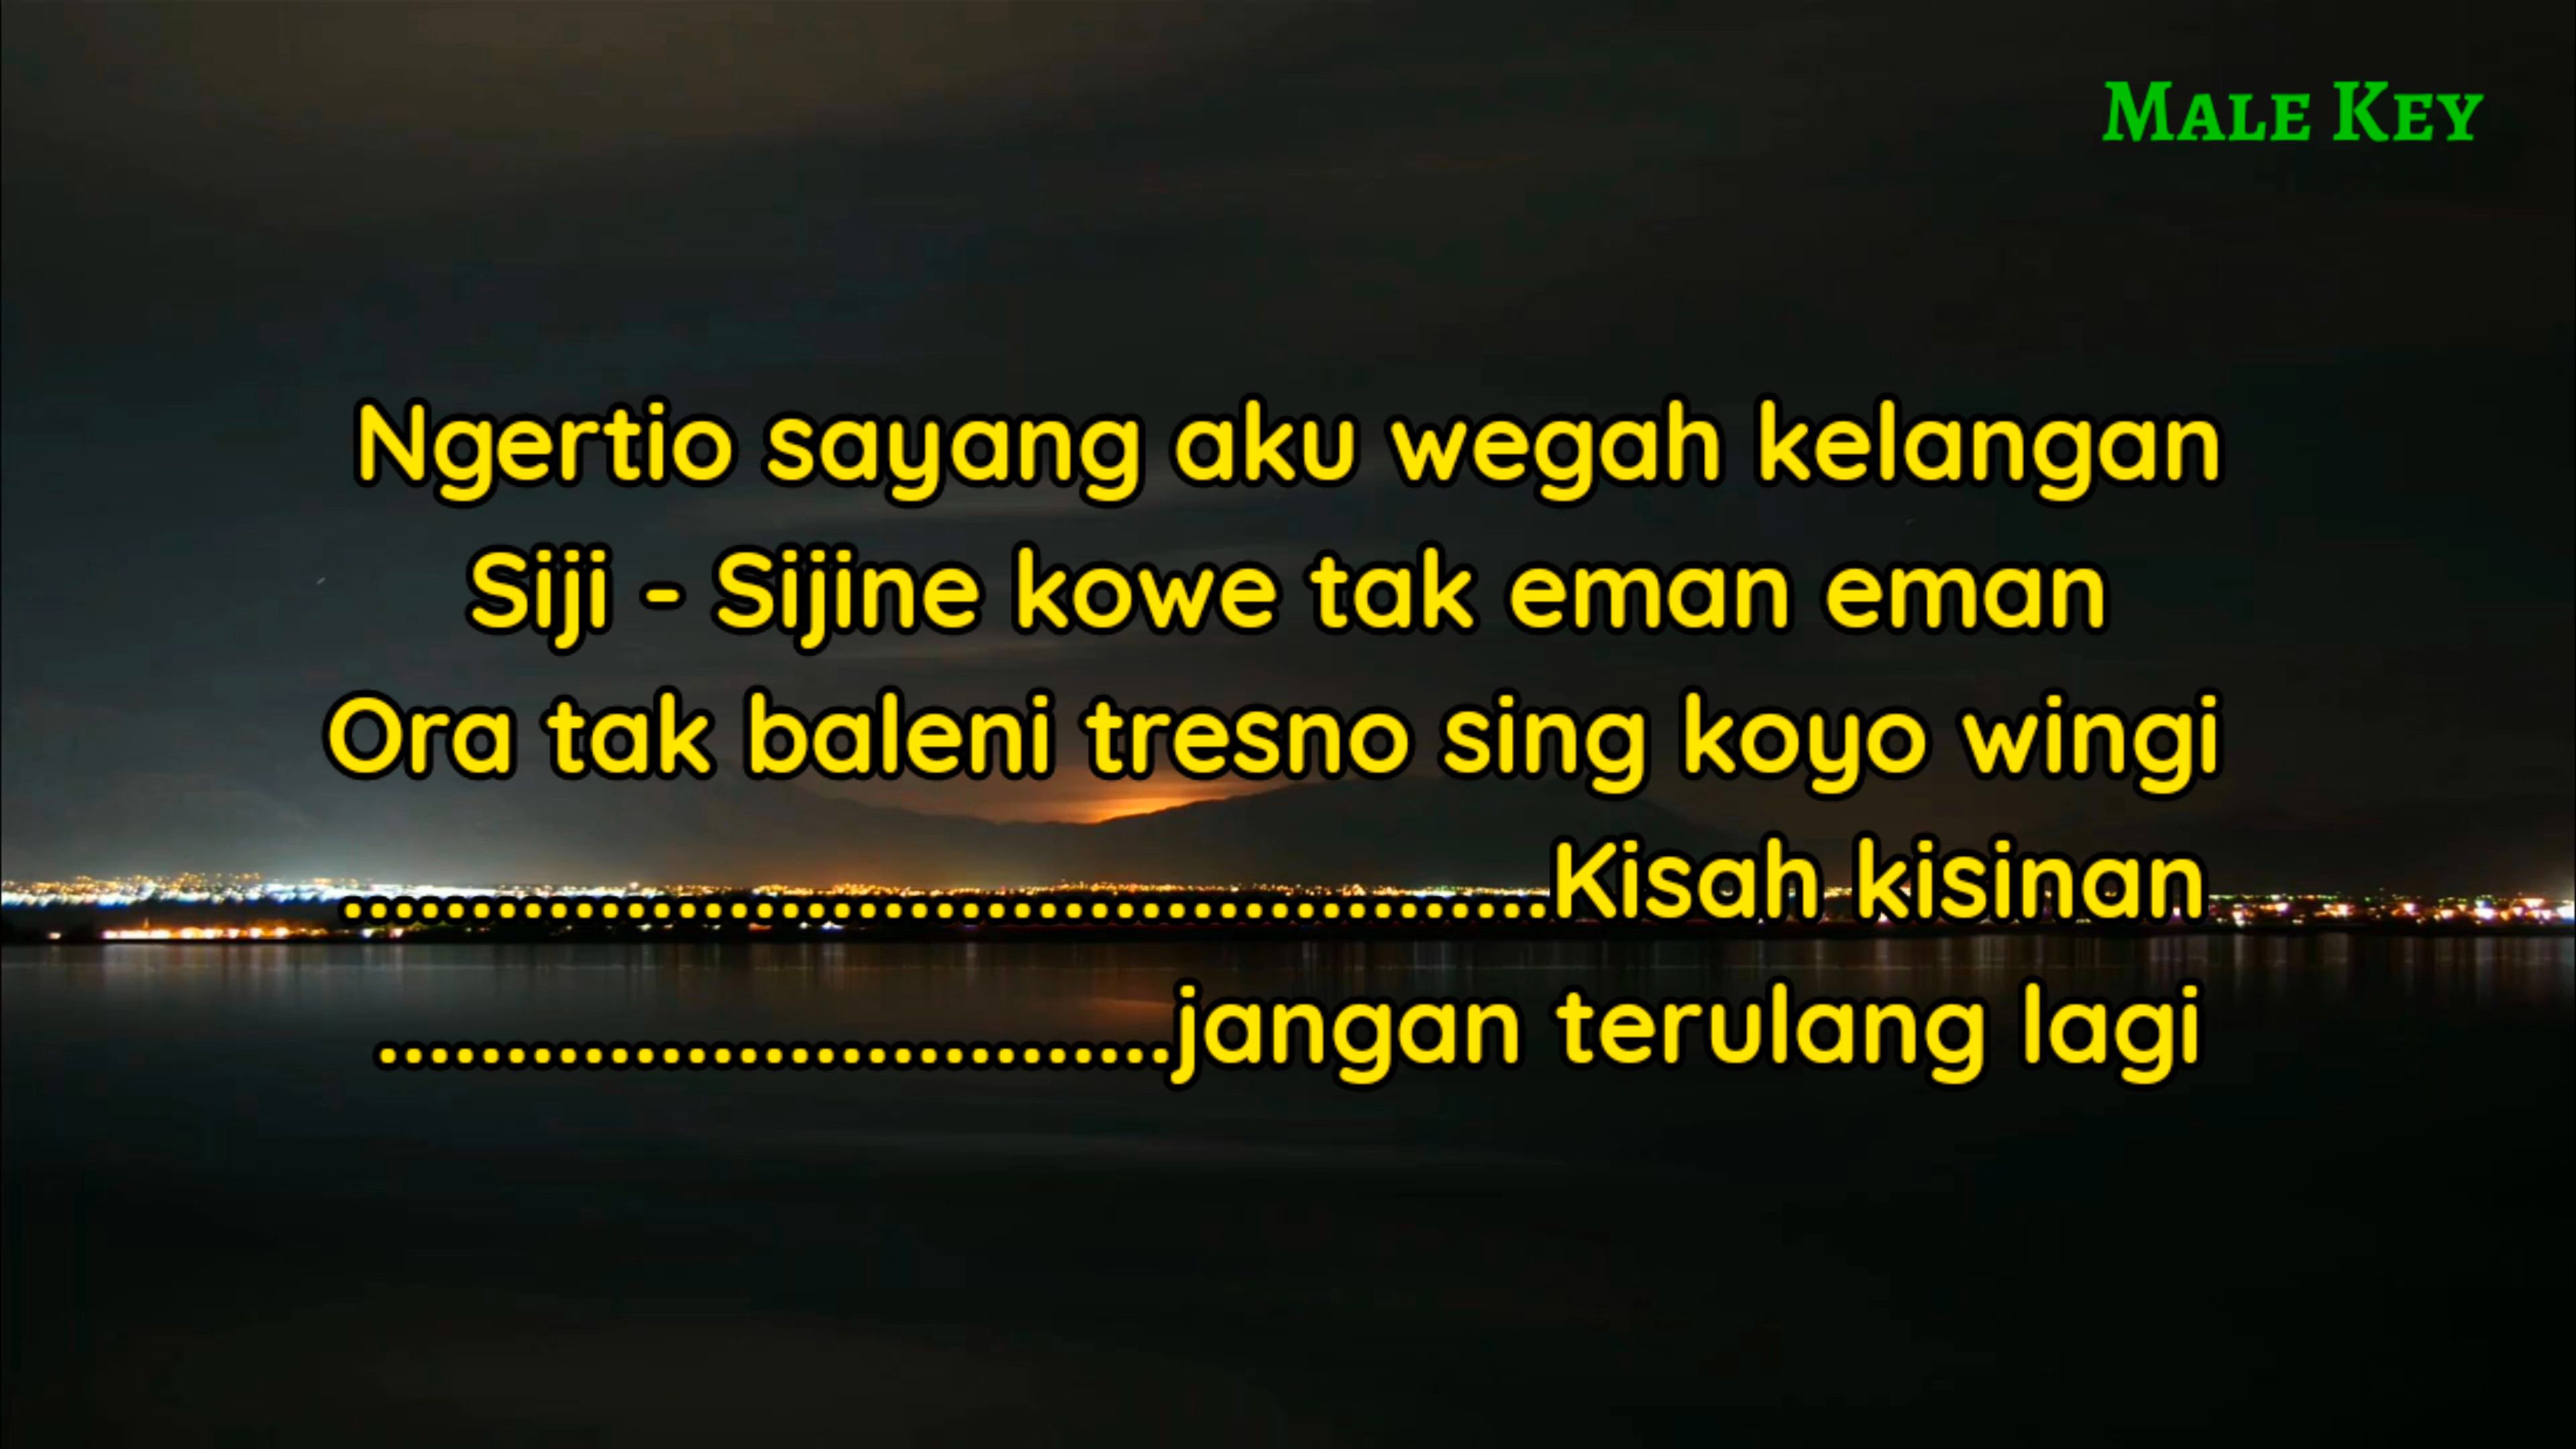 Male Key
Ngertio sayang aku wegah kelangan
Siji - Sijine kowe tak eman eman
Ora tak baleni tresno sing koyo wingi
...............................................Kisah kisinan
...............................jangan terulang lagi